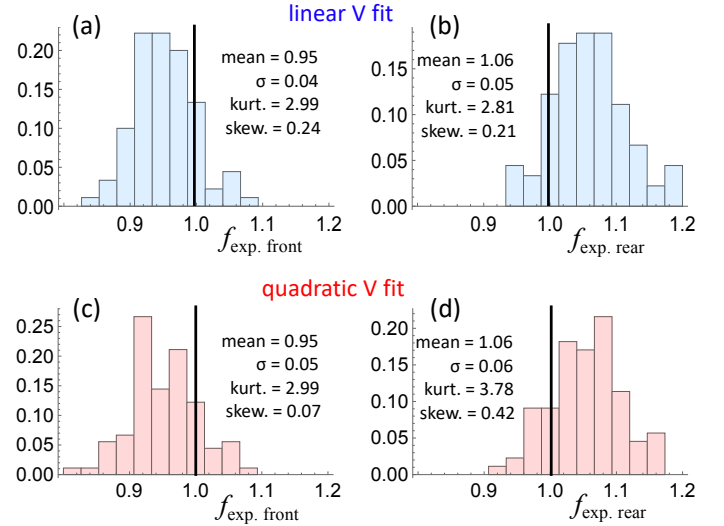 linear V fit
(a)
mean = 0.95
σ = 0.04
kurt. = 2.99
skew. = 0.24
0.20
0.15
0.10
0.05
0.00
0.9 1.0 1.1 1.2
f exp. front
(b)
mean = 1.06
σ = 0.05
kurt. = 2.81
skew. = 0.21
0.15
0.10
0.05
0.00
0.9 1.0 1.1 1.2
f exp. rear
quadratic V fit
(c)
mean = 0.95
σ = 0.05
kurt. = 2.99
skew. = 0.07
0.25
0.20
0.15
0.10
0.05
0.00
0.9 1.0 1.1 1.2
f exp. front
(d)
mean = 1.06
σ = 0.06
kurt. = 3.78
skew. = 0.42
0.20
0.15
0.10
0.05
0.00
0.9 1.0 1.1 1.2
f exp. rear